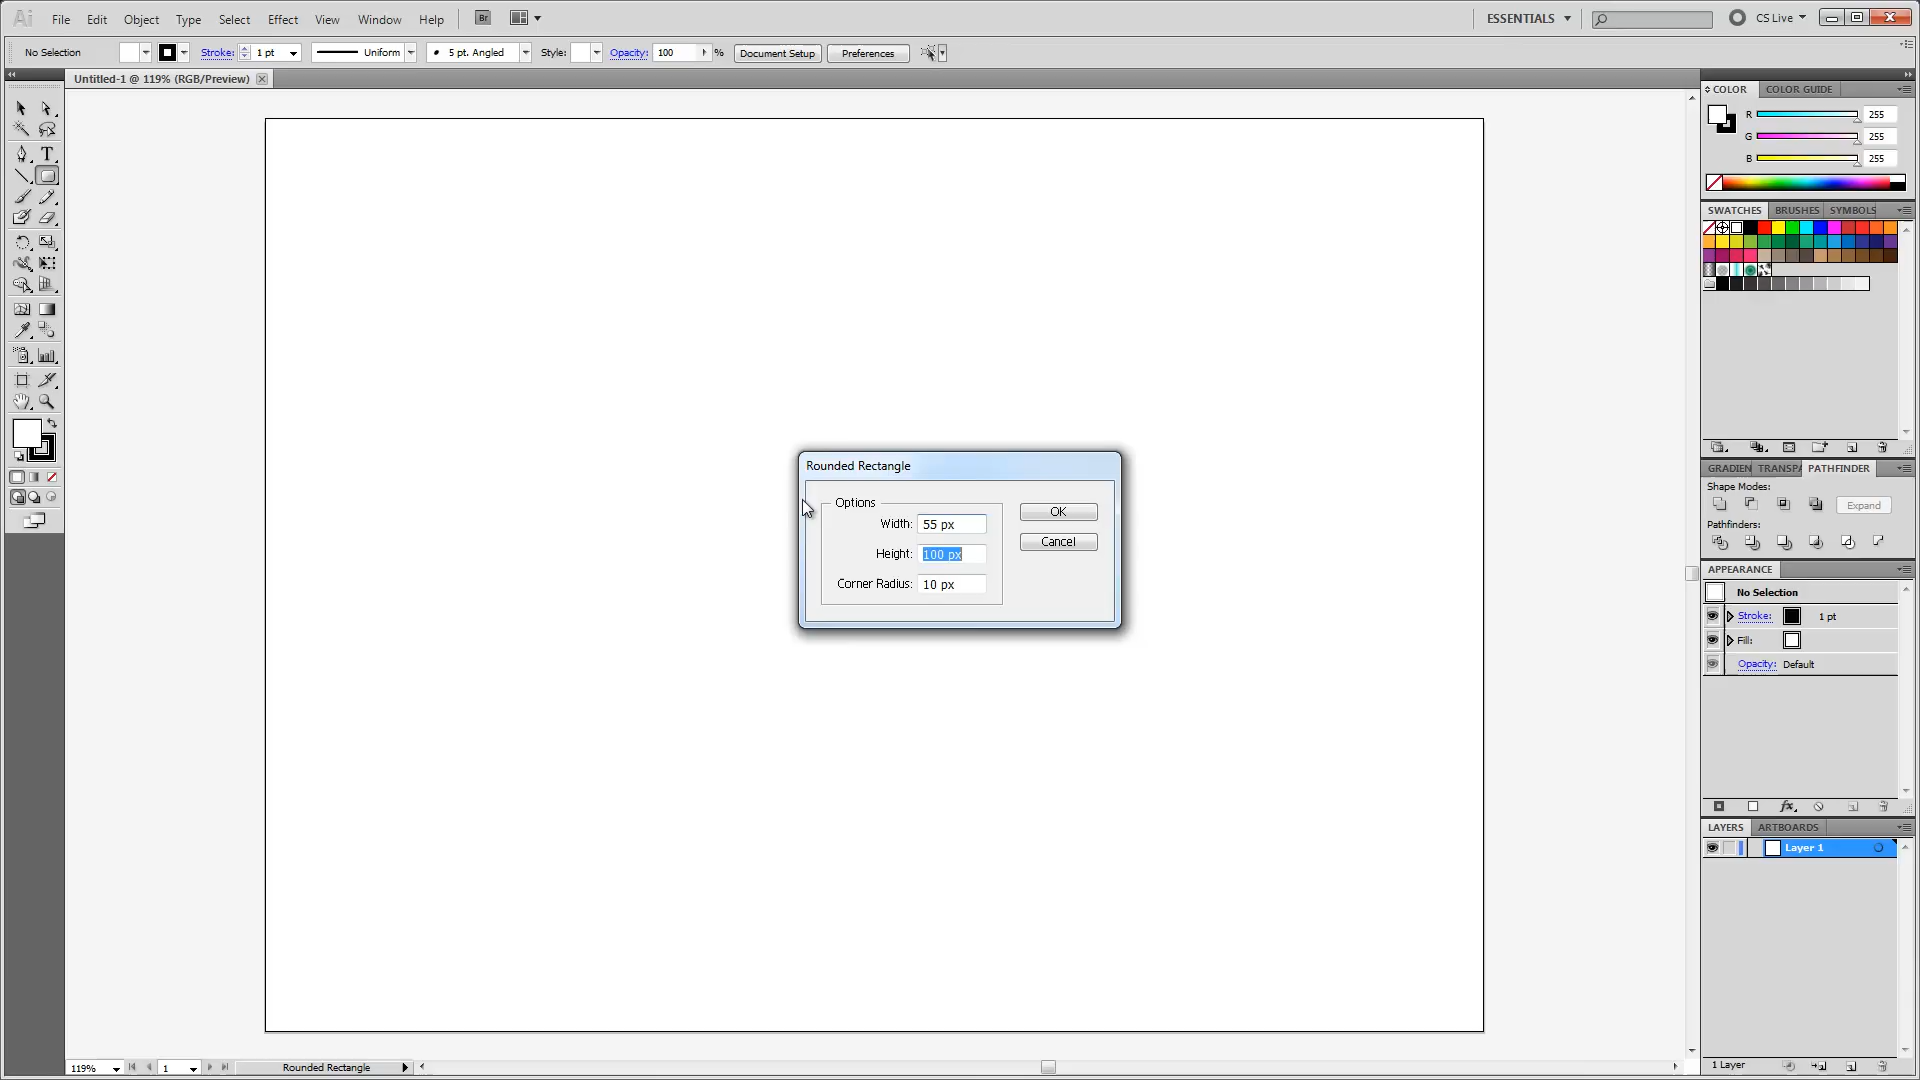 Ai File Edit Object Type Select Effect View Window Help Br ESSENTIALS CS Live
No Selection Stroke: 1 pt Uniform 5 pt. Angled Style: Opacity: 100 % Document Setup Preferences
Untitled-1 @ 119% (RGB/Preview)
COLOR COLOR GUIDE
R 255
G 255
B 255
SWATCHES BRUSHES SYMBOLS
GRADIEN TRANSPA PATHFINDER
Shape Modes:
Expand
Pathfinders:
Rounded Rectangle
Options
Width: 55 px
Height: 100 px
Corner Radius: 10 px
OK
Cancel
APPEARANCE
No Selection
Stroke: 1 pt
Fill:
Opacity: Default
fx
LAYERS ARTBOARDS
Layer 1
1 Layer
119% 1 Rounded Rectangle
T